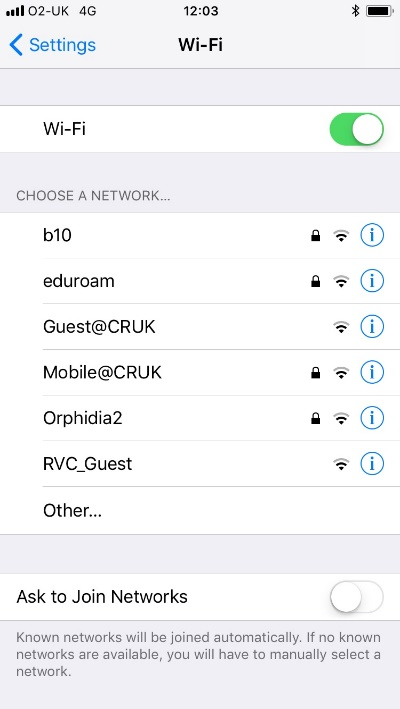 O2-UK 4G 12:03
Settings Wi-Fi
Wi-Fi
CHOOSE A NETWORK...
b10
eduroam
Guest@CRUK
Mobile@CRUK
Orphidia2
RVC_Guest
Other...
Ask to Join Networks
Known networks will be joined automatically. If no known
networks are available, you will have to manually select a
network.